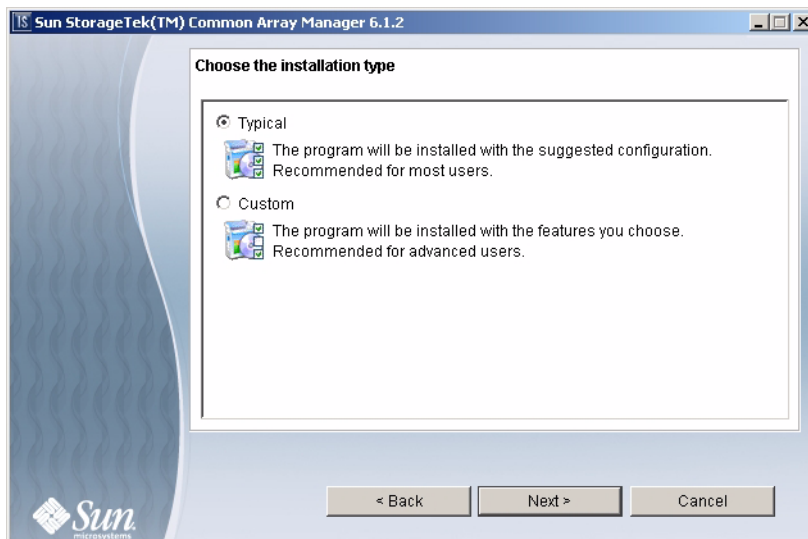 Sun StorageTek(TM) Common Array Manager 6.1.2
Choose the installation type
Typical
The program will be installed with the suggested configuration.
Recommended for most users.
Custom
The program will be installed with the features you choose.
Recommended for advanced users.
< Back
Next >
Cancel
Sun
microsystems